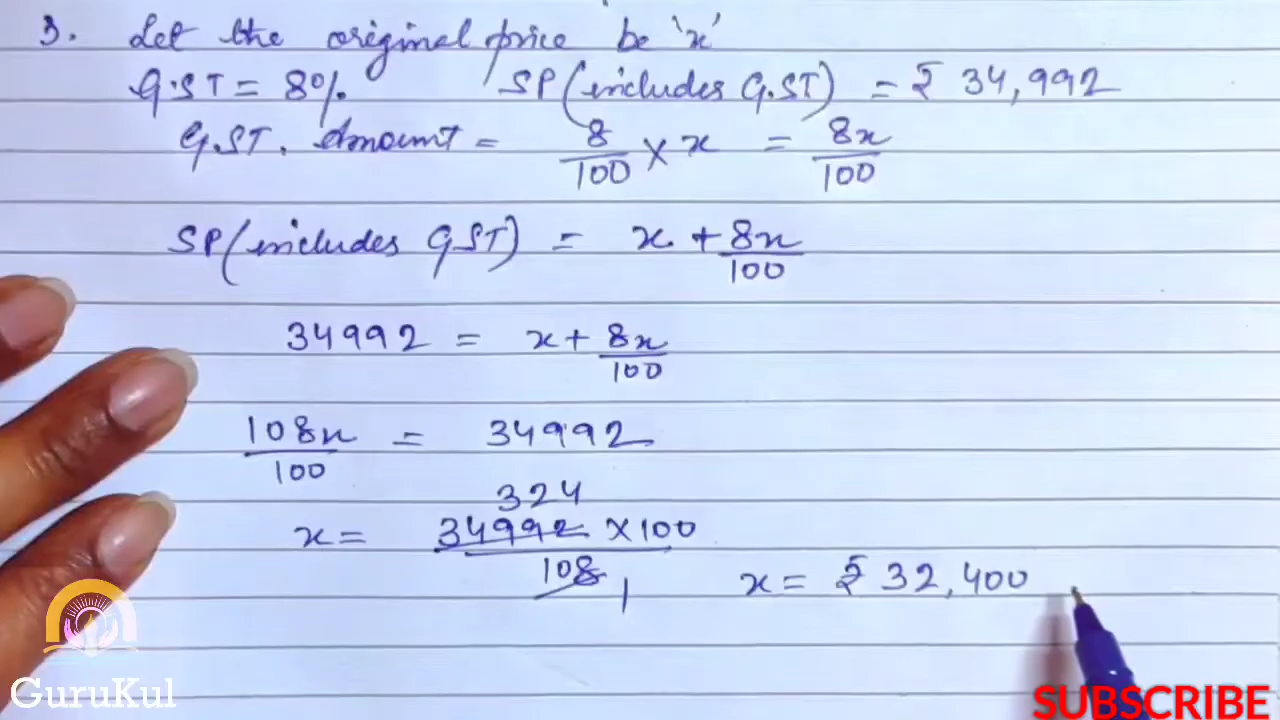 3. Let the original price be 'x'
G.ST = 8% SP (includes G.ST) = ₹ 34,992
G.ST. Amount = 8/100 × x = 8x/100
SP (includes GST) = x + 8x/100
34992 = x + 8x/100
108x/100 = 34992
324
x = 34992 × 100 / 108 1
x = ₹ 32,400
GuruKul
SUBSCRIBE